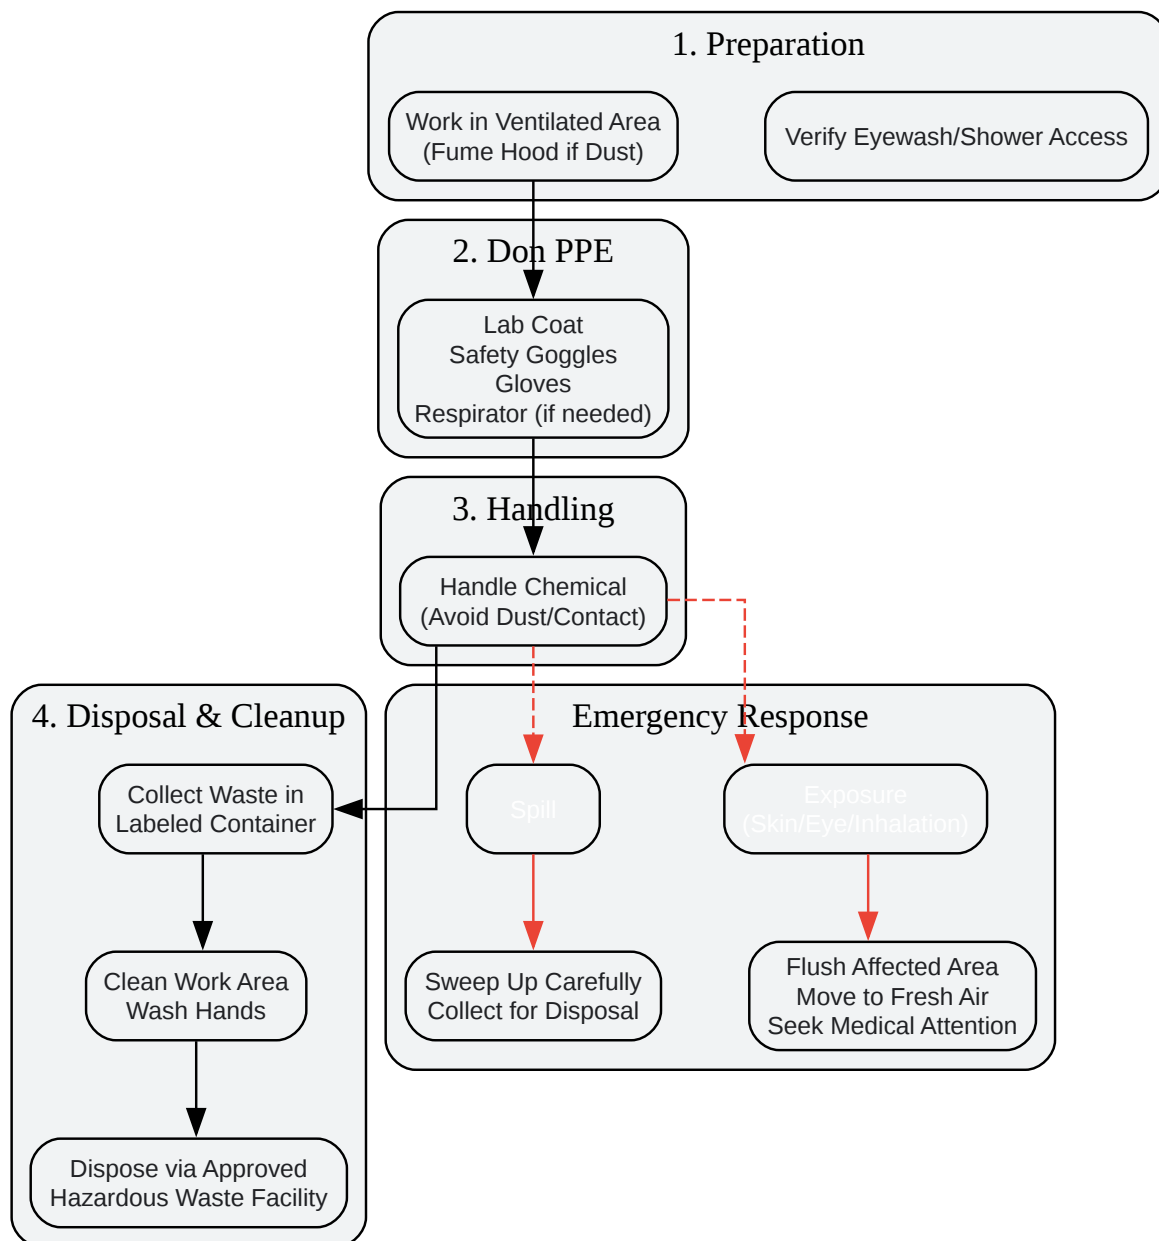 1. Preparation
Work in Ventilated Area
(Fume Hood if Dust)
Verify Eyewash/Shower Access
2. Don PPE
Lab Coat
Safety Goggles
Gloves
Respirator (if needed)
3. Handling
Handle Chemical
(Avoid Dust/Contact)
4. Disposal & Cleanup
Collect Waste in
Labeled Container
Clean Work Area
Wash Hands
Dispose via Approved
Hazardous Waste Facility
Emergency Response
Spill
Exposure
(Skin/Eye/Inhalation)
Sweep Up Carefully
Collect for Disposal
Flush Affected Area
Move to Fresh Air
Seek Medical Attention